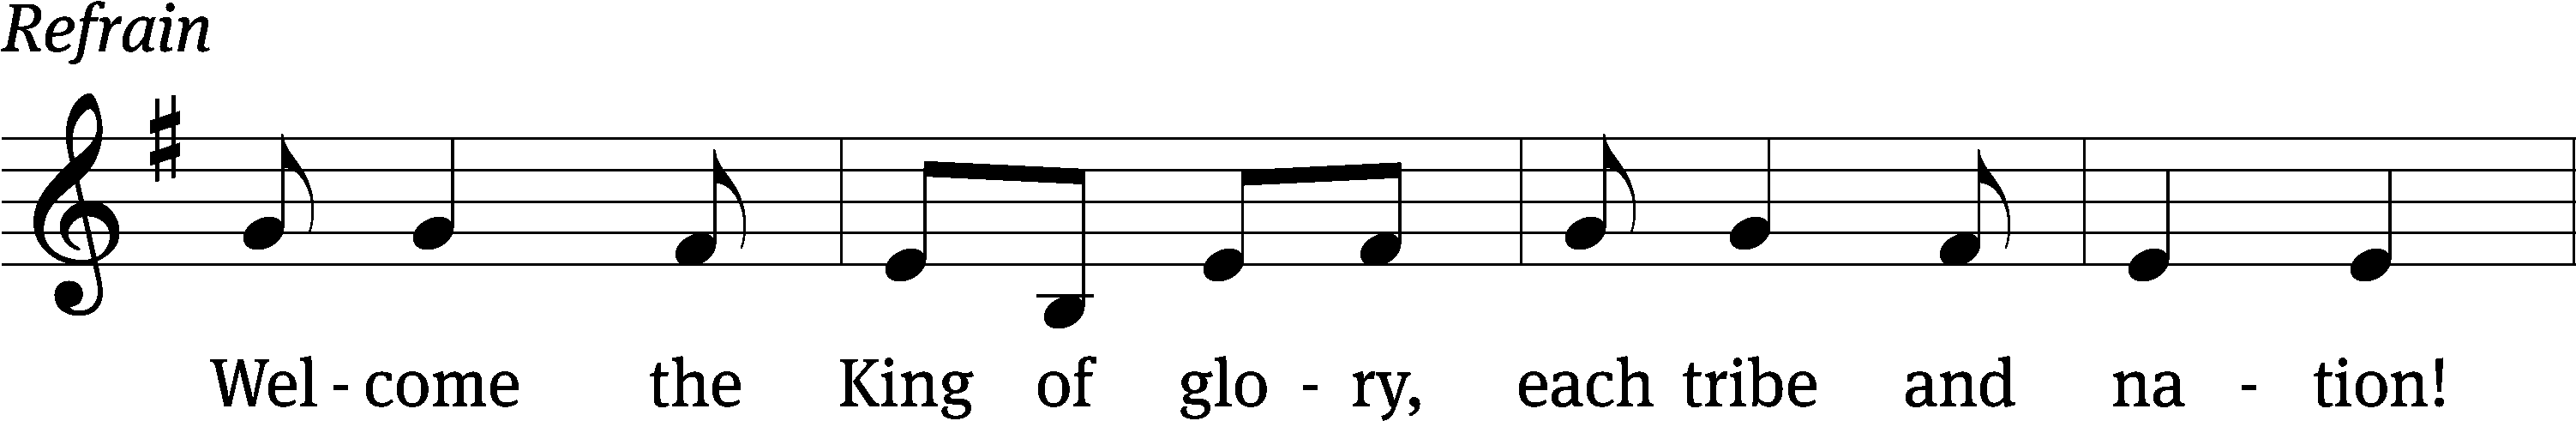 Refrain
Wel - come the King of glo - ry, each tribe and na - tion!